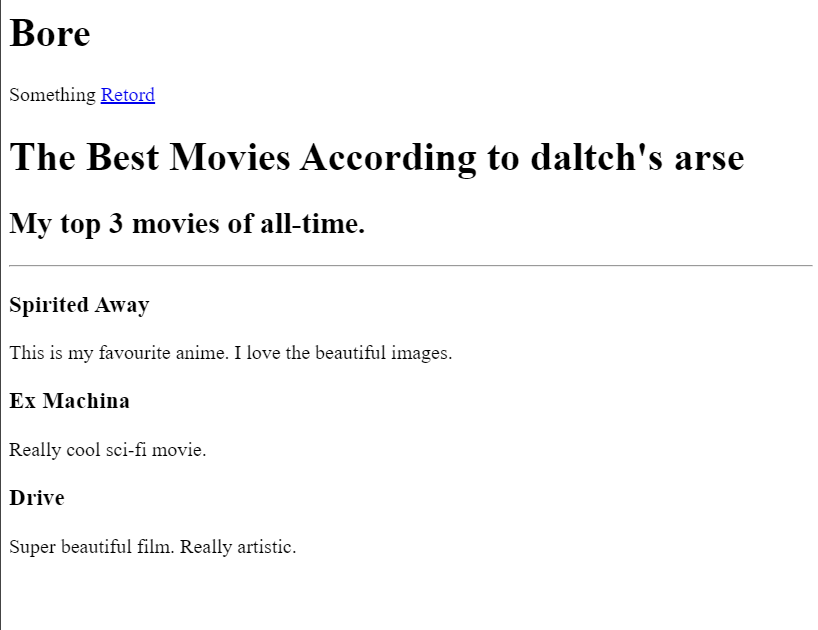 Bore
Something Retord
The Best Movies According to daltch's arse
My top 3 movies of all-time.
Spirited Away
This is my favourite anime. I love the beautiful images.
Ex Machina
Really cool sci-fi movie.
Drive
Super beautiful film. Really artistic.